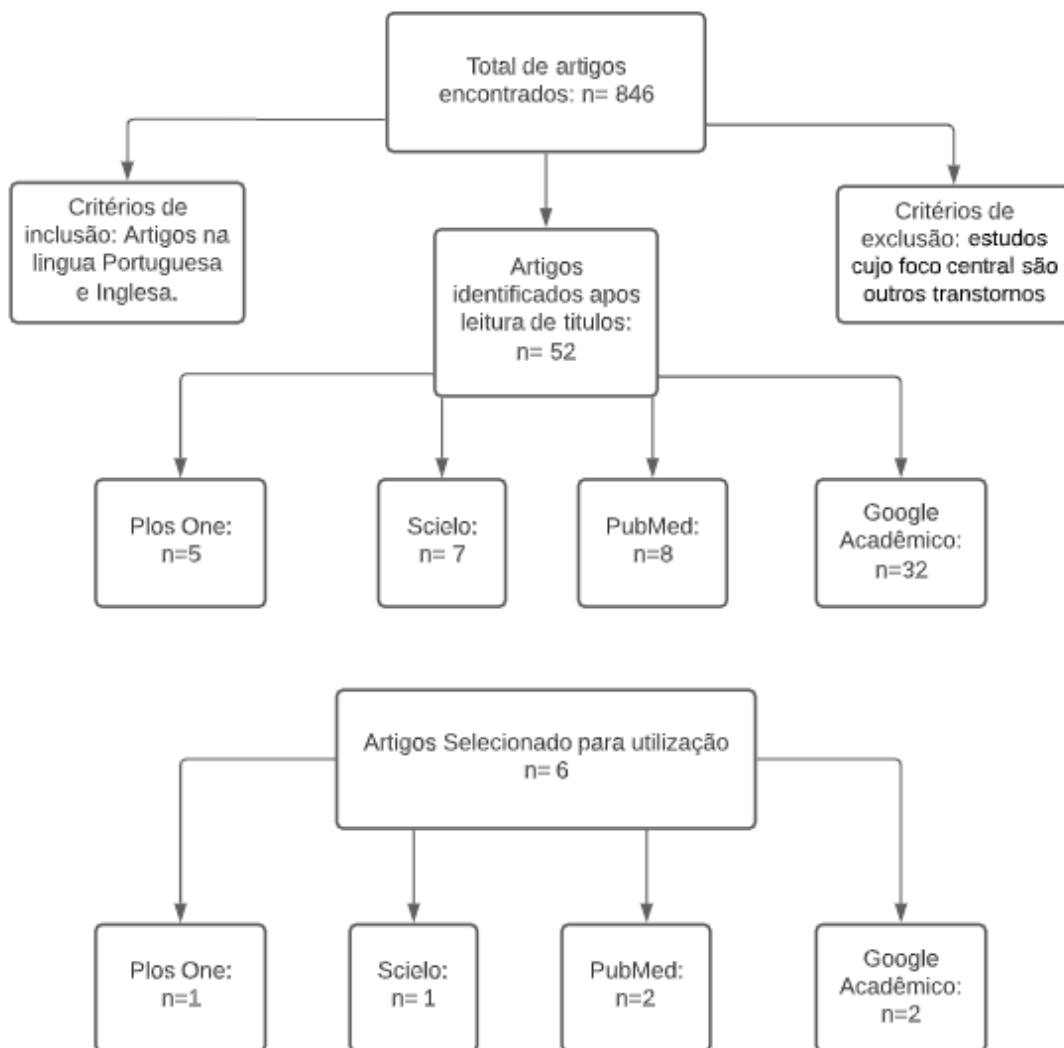 Total de artigos
encontrados: n= 846
Critérios de
inclusão: Artigos na
lingua Portuguesa
e Inglesa.
Artigos
identificados apos
leitura de titulos:
n= 52
Critérios de
exclusão: estudos
cujo foco central são
outros transtornos
Plos One:
n=5
Scielo:
n= 7
PubMed:
n=8
Google
Acadêmico:
n=32
Artigos Selecionado para utilização
n= 6
Plos One:
n=1
Scielo:
n= 1
PubMed:
n=2
Google
Acadêmico:
n=2